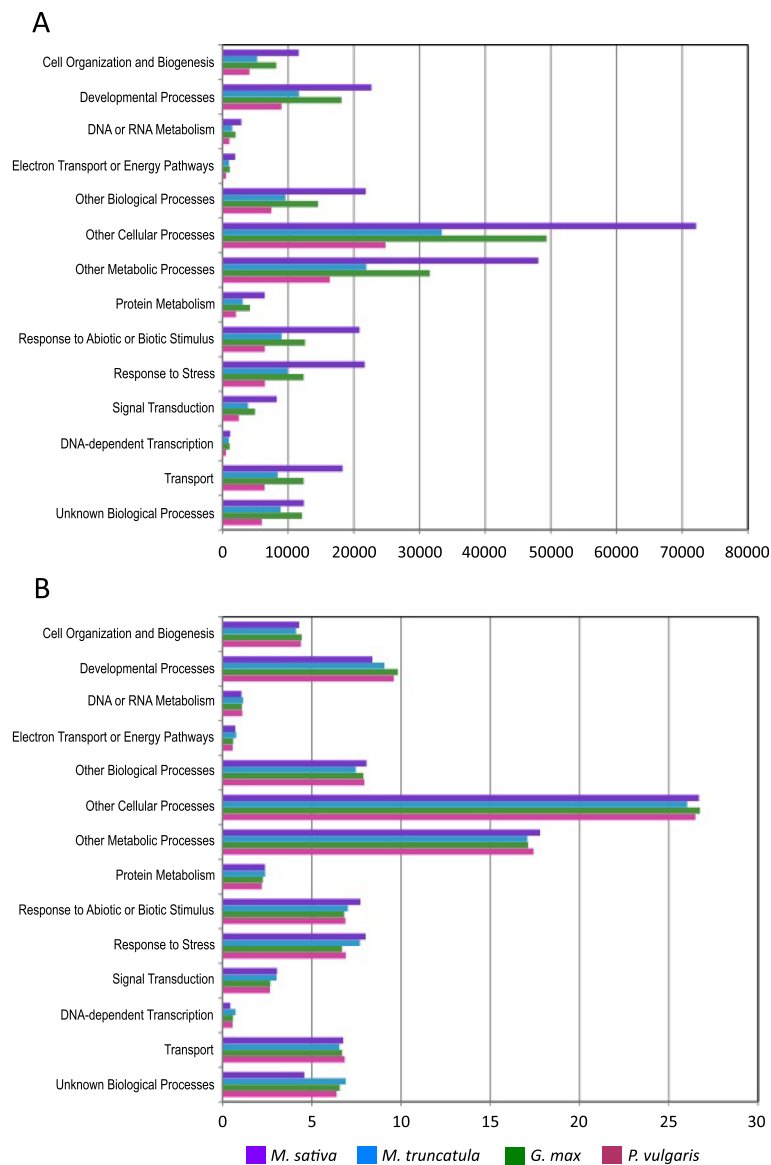 A
Cell Organization and Biogenesis
Developmental Processes
DNA or RNA Metabolism
Electron Transport or Energy Pathways
Other Biological Processes
Other Cellular Processes
Other Metabolic Processes
Protein Metabolism
Response to Abiotic or Biotic Stimulus
Response to Stress
Signal Transduction
DNA-dependent Transcription
Transport
Unknown Biological Processes
0 10000 20000 30000 40000 50000 60000 70000 80000
B
Cell Organization and Biogenesis
Developmental Processes
DNA or RNA Metabolism
Electron Transport or Energy Pathways
Other Biological Processes
Other Cellular Processes
Other Metabolic Processes
Protein Metabolism
Response to Abiotic or Biotic Stimulus
Response to Stress
Signal Transduction
DNA-dependent Transcription
Transport
Unknown Biological Processes
0 5 10 15 20 25 30
M. sativa M. truncatula G. max P. vulgaris